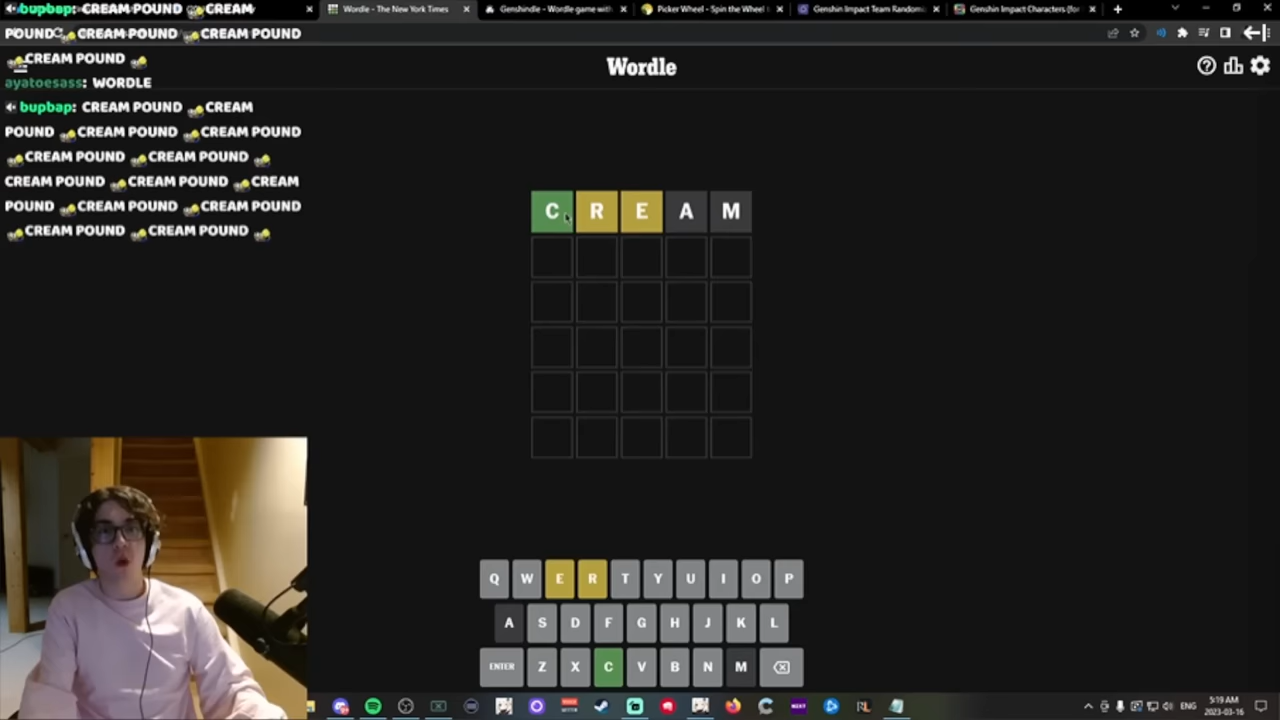 bupbap: CREAM POUND CREAM
Wordle - The New York Times
Genshindle - Wordle game with
Picker Wheel - Spin the Wheel t
Genshin Impact Team Randomi
Genshin Impact Characters (for
POUND CREAM POUND CREAM POUND
CREAM POUND
ayatoesass: WORDLE
bupbap: CREAM POUND CREAM
POUND CREAM POUND CREAM POUND
CREAM POUND CREAM POUND
CREAM POUND CREAM POUND CREAM
POUND CREAM POUND CREAM POUND
CREAM POUND CREAM POUND
Wordle
C R E A M
Q W E R T Y U I O P
A S D F G H J K L
ENTER Z X C V B N M
NEXT
RL
ENG
5:19 AM
2023-03-16